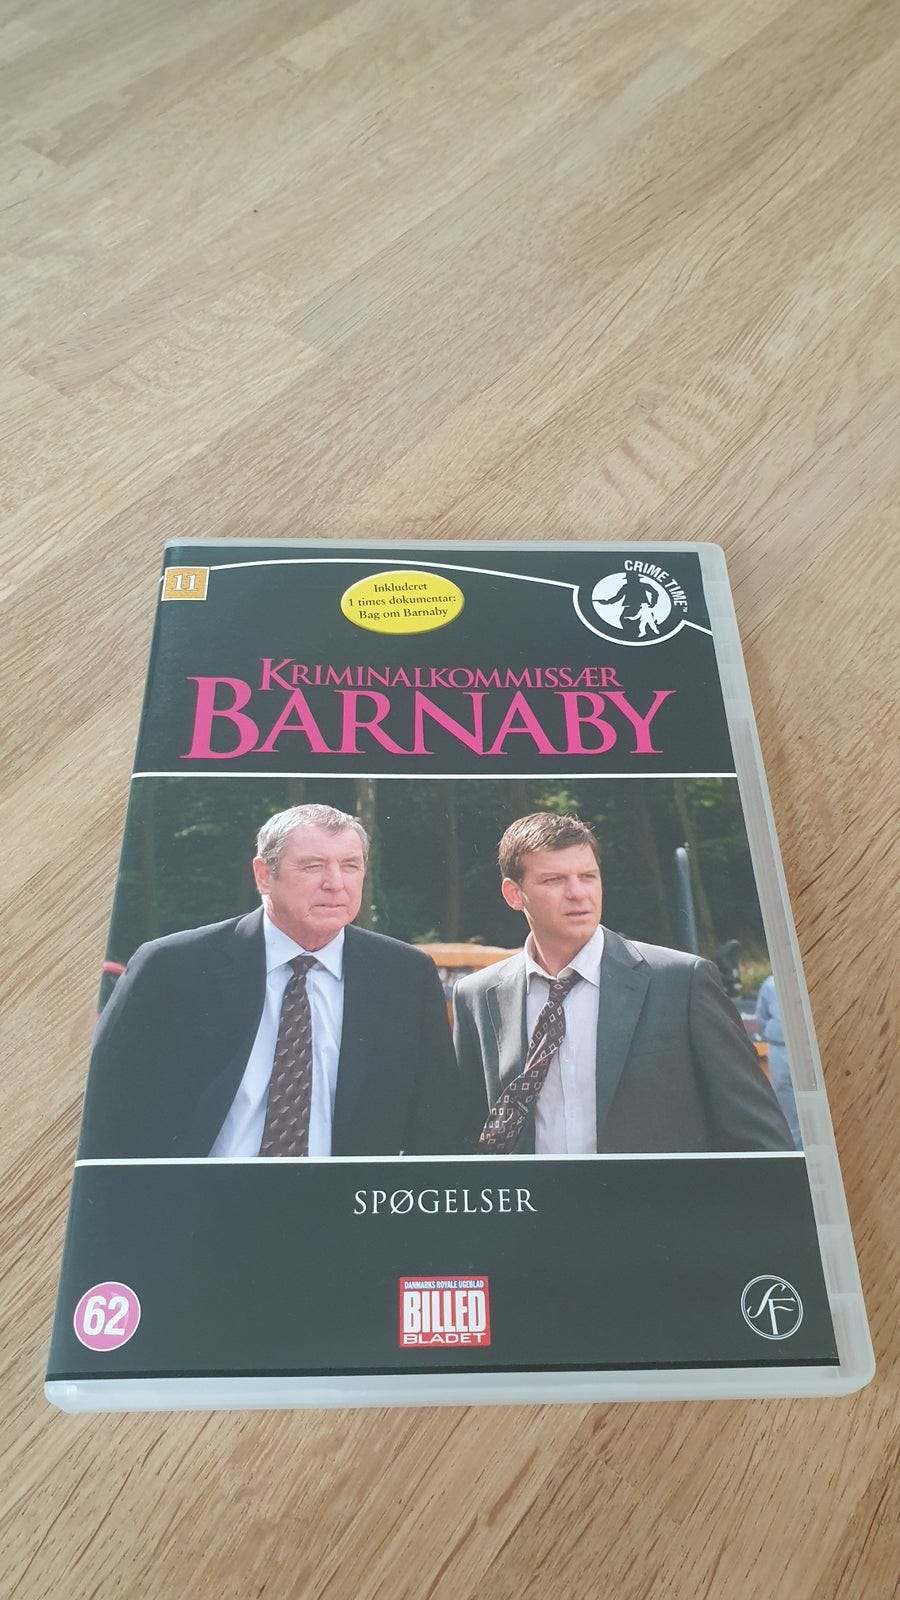 11
Inkluderet
1 times dokumentar:
Bag om Barnaby
CRIME TIME™
KRIMINALKOMMISSÆR
BARNABY
SPØGELSER
62
DANMARKS ROYALE UGEBLAD
BILLED
BLADET
SF